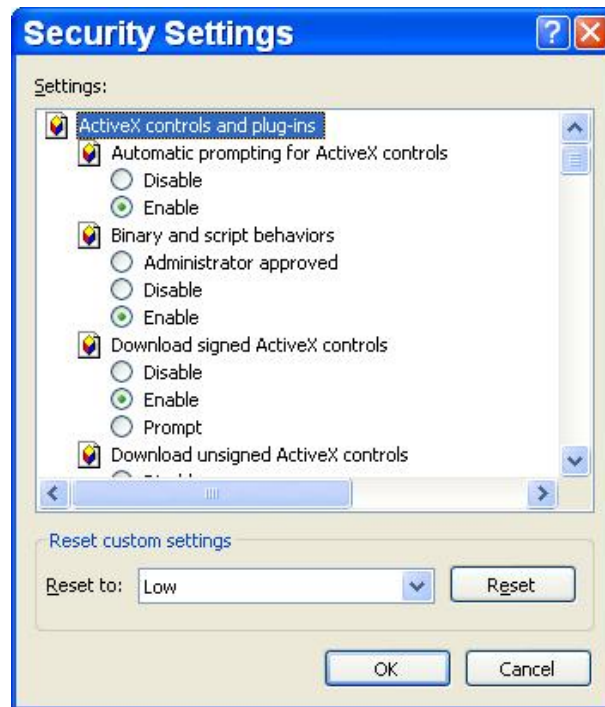 Security Settings
Settings:
ActiveX controls and plug-ins
Automatic prompting for ActiveX controls
Disable
Enable
Binary and script behaviors
Administrator approved
Disable
Enable
Download signed ActiveX controls
Disable
Enable
Prompt
Download unsigned ActiveX controls
Reset custom settings
Reset to: Low Reset
OK Cancel